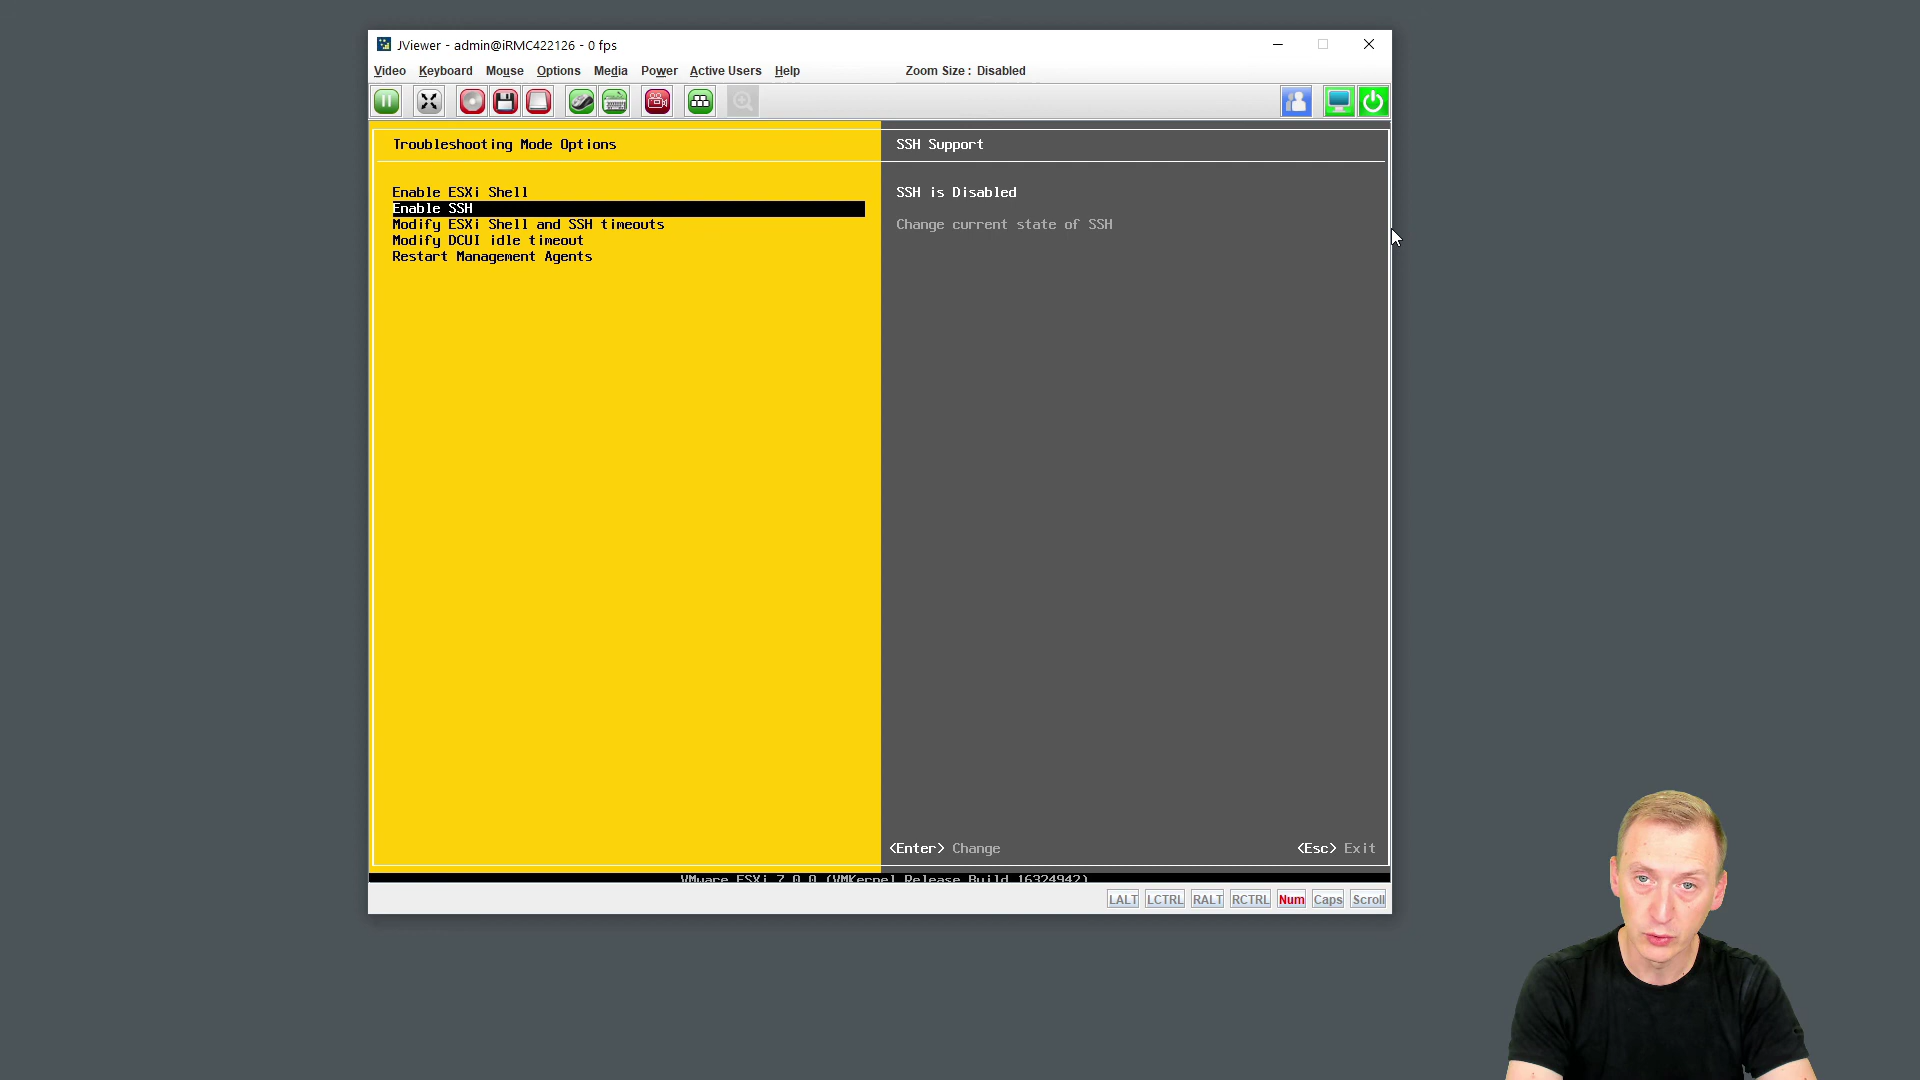 JViewer - admin@iRMC422126 - 0 fps
Video Keyboard Mouse Options Media Power Active Users Help Zoom Size : Disabled
Troubleshooting Mode Options
Enable ESXi Shell
Enable SSH
Modify ESXi Shell and SSH timeouts
Modify DCUI idle timeout
Restart Management Agents
SSH Support
SSH is Disabled
Change current state of SSH
<Enter> Change
<Esc> Exit
VMware ESXi 7.0.0 (VMKernel Release Build 16324942)
LALT LCTRL RALT RCTRL Num Caps Scroll